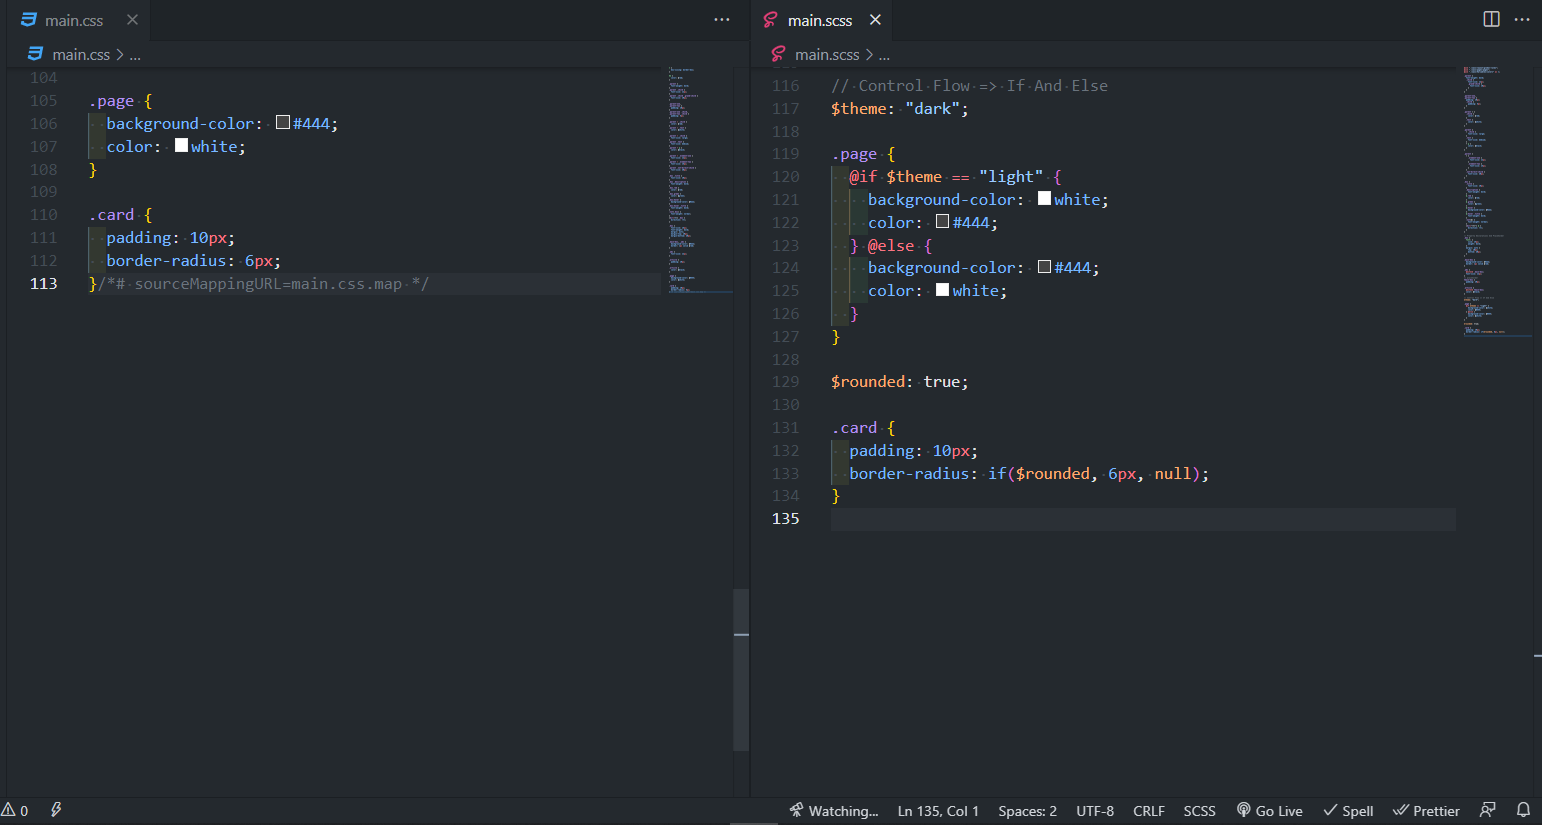 main.css
main.css > ...
104
105 .page {
106 background-color: #444;
107 color: white;
108 }
109
110 .card {
111 padding: 10px;
112 border-radius: 6px;
113 }/*# sourceMappingURL=main.css.map */
main.scss
main.scss > ...
116 // Control Flow => If And Else
117 $theme: "dark";
118
119 .page {
120 @if $theme == "light" {
121 background-color: white;
122 color: #444;
123 } @else {
124 background-color: #444;
125 color: white;
126 }
127 }
128
129 $rounded: true;
130
131 .card {
132 padding: 10px;
133 border-radius: if($rounded, 6px, null);
134 }
135
0 Watching... Ln 135, Col 1 Spaces: 2 UTF-8 CRLF SCSS Go Live Spell Prettier